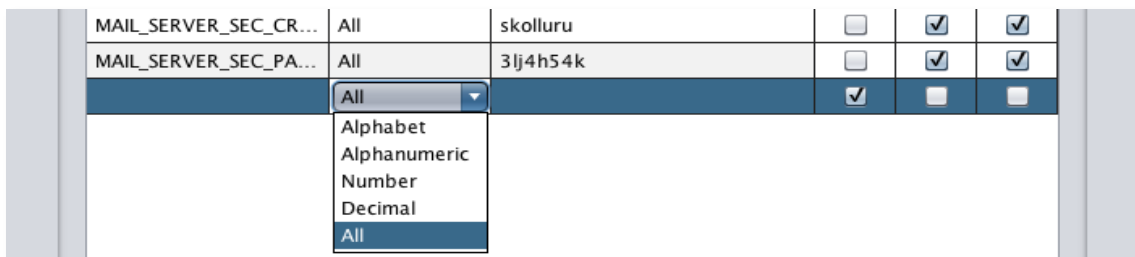 MAIL_SERVER_SEC_CR... All skolluru
MAIL_SERVER_SEC_PA... All 3lj4h54k
All
Alphabet
Alphanumeric
Number
Decimal
All